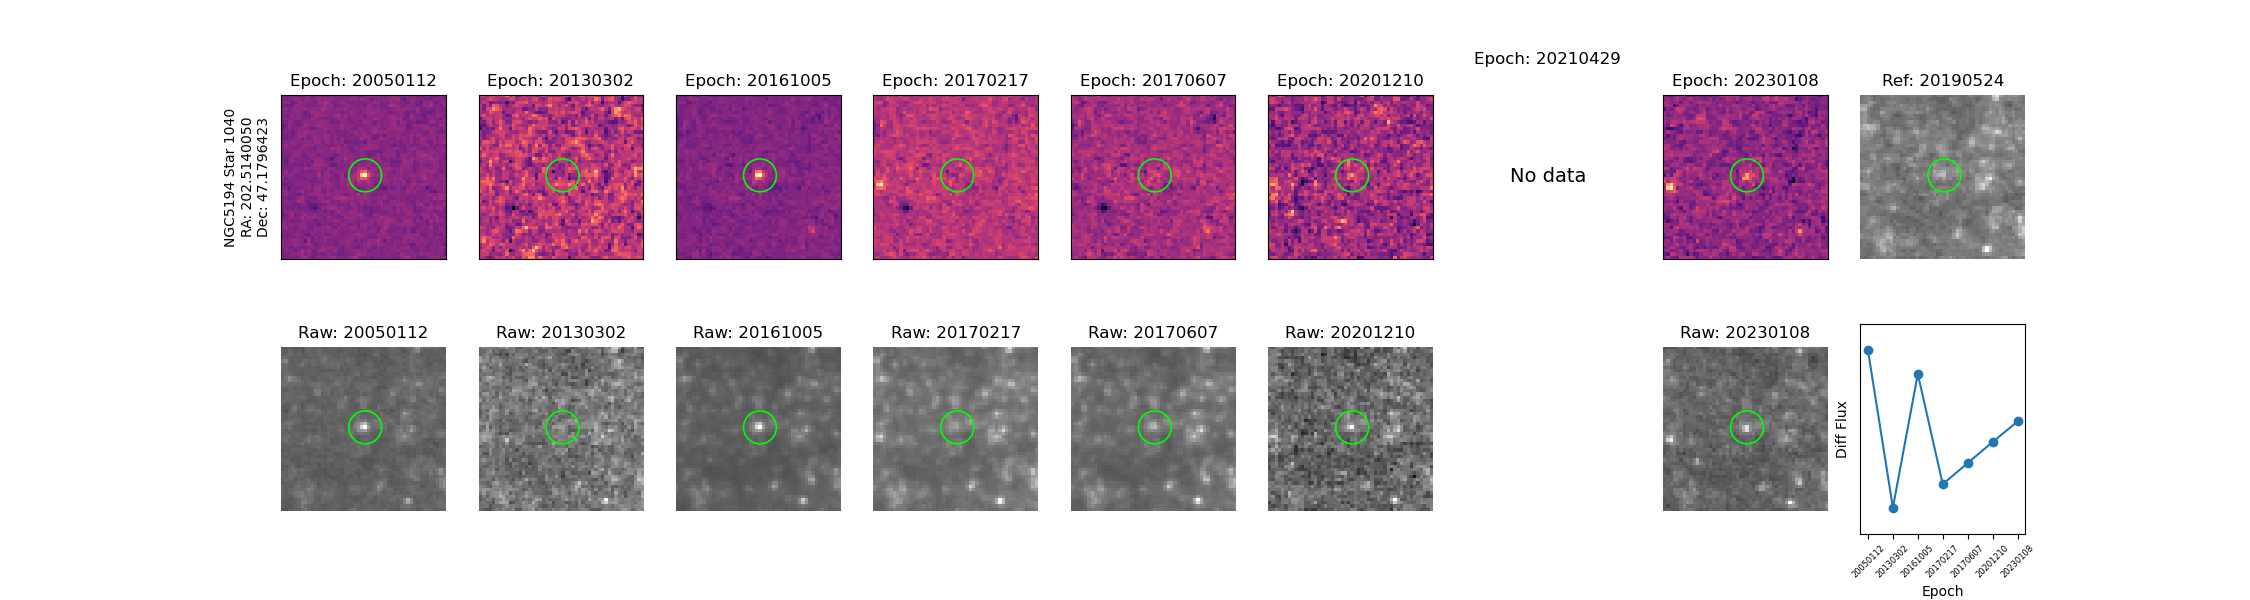 Epoch: 20210429
Epoch: 20050112
Epoch: 20130302
Epoch: 20161005
Epoch: 20170217
Epoch: 20170607
Epoch: 20201210
Epoch: 20230108
Ref: 20190524
NGC5194 Star 1040
RA: 202.5140050
Dec: 47.1796423
No data
Raw: 20050112
Raw: 20130302
Raw: 20161005
Raw: 20170217
Raw: 20170607
Raw: 20201210
Raw: 20230108
Diff Flux
20050112
20130302
20161005
20170217
20170607
20201210
20230108
Epoch